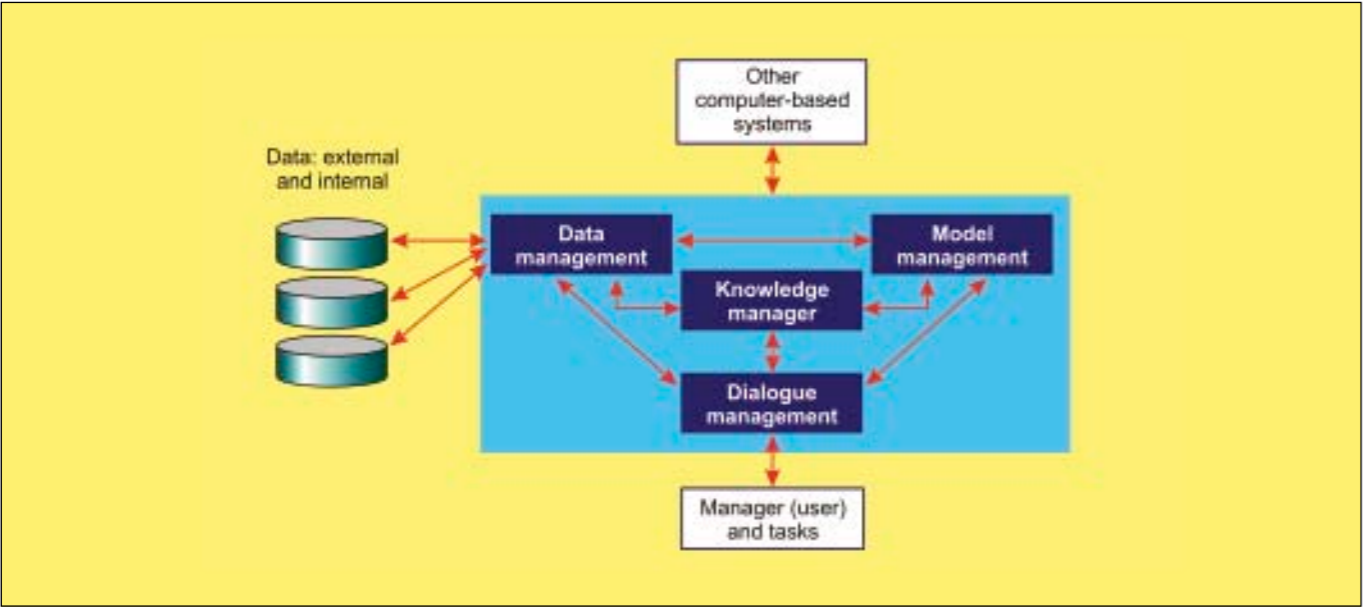 Other
computer-based
systems
Data: external
and internal
Data
management
Model
management
Knowledge
manager
Dialogue
management
Manager (user)
and tasks